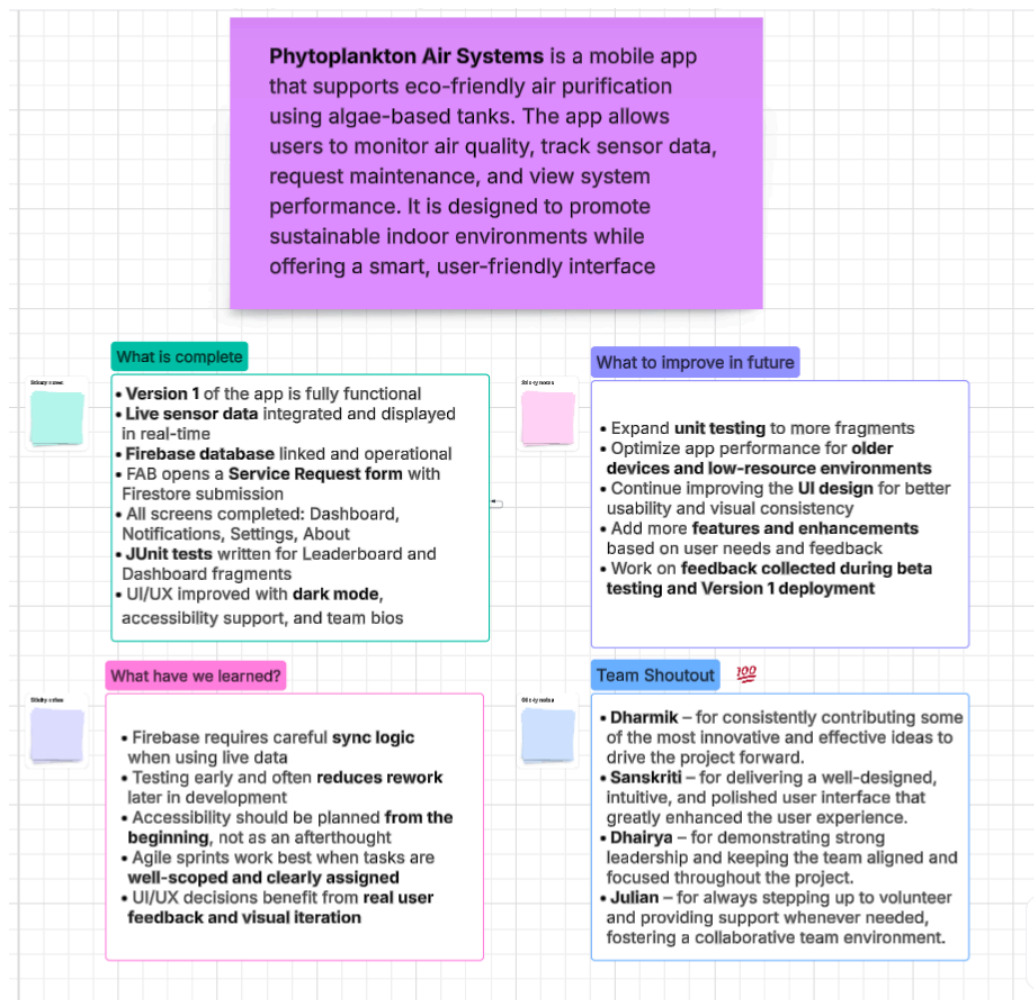 Phytoplankton Air Systems is a mobile app
that supports eco-friendly air purification
using algae-based tanks. The app allows
users to monitor air quality, track sensor data,
request maintenance, and view system
performance. It is designed to promote
sustainable indoor environments while
offering a smart, user-friendly interface
What is complete
Sticky notes
• Version 1 of the app is fully functional
• Live sensor data integrated and displayed
in real-time
• Firebase database linked and operational
• FAB opens a Service Request form with
Firestore submission
• All screens completed: Dashboard,
Notifications, Settings, About
• JUnit tests written for Leaderboard and
Dashboard fragments
• UI/UX improved with dark mode,
accessibility support, and team bios
What to improve in future
Sticky notes
• Expand unit testing to more fragments
• Optimize app performance for older
devices and low-resource environments
• Continue improving the UI design for better
usability and visual consistency
• Add more features and enhancements
based on user needs and feedback
• Work on feedback collected during beta
testing and Version 1 deployment
What have we learned?
Sticky notes
• Firebase requires careful sync logic
when using live data
• Testing early and often reduces rework
later in development
• Accessibility should be planned from the
beginning, not as an afterthought
• Agile sprints work best when tasks are
well-scoped and clearly assigned
• UI/UX decisions benefit from real user
feedback and visual iteration
Team Shoutout 💯
Sticky notes
• Dharmik – for consistently contributing some
of the most innovative and effective ideas to
drive the project forward.
• Sanskriti – for delivering a well-designed,
intuitive, and polished user interface that
greatly enhanced the user experience.
• Dhairya – for demonstrating strong
leadership and keeping the team aligned and
focused throughout the project.
• Julian – for always stepping up to volunteer
and providing support whenever needed,
fostering a collaborative team environment.